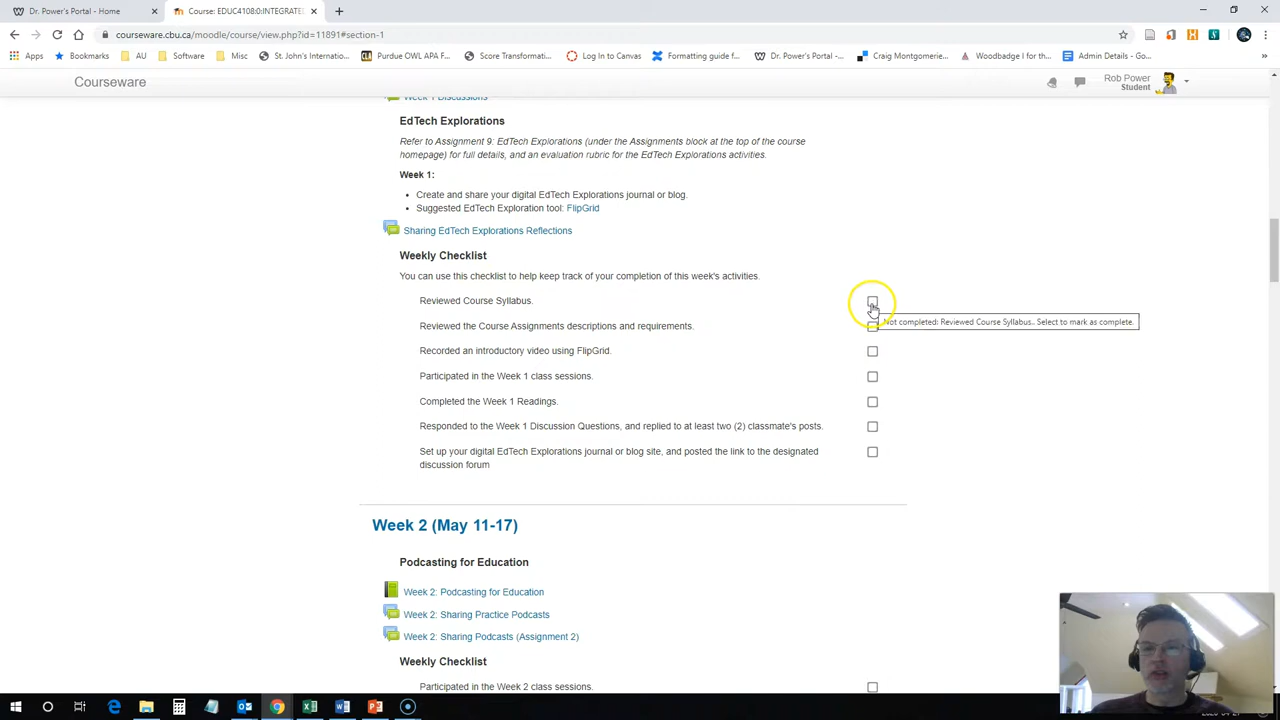 Dr. Power's Portal - Home
Course: EDUC4108:0:INTEGRATE
courseware.cbu.ca/moodle/course/view.php?id=11891#section-1
Apps
Bookmarks
AU
Software
Misc
St. John's Internatio...
Purdue OWL APA F...
Score Transformatio...
Log In to Canvas
Formatting guide f...
Dr. Power's Portal -...
Craig Montgomerie...
Woodbadge I for th...
Admin Details - Go...
»
Courseware
Rob Power
Student
Week 1 Discussions
EdTech Explorations
Refer to Assignment 9: EdTech Explorations (under the Assignments block at the top of the course
homepage) for full details, and an evaluation rubric for the EdTech Explorations activities.
Week 1:
• Create and share your digital EdTech Explorations journal or blog.
• Suggested EdTech Exploration tool: FlipGrid
Sharing EdTech Explorations Reflections
Weekly Checklist
You can use this checklist to help keep track of your completion of this week's activities.
Reviewed Course Syllabus.
Not completed: Reviewed Course Syllabus.. Select to mark as complete.
Reviewed the Course Assignments descriptions and requirements.
Recorded an introductory video using FlipGrid.
Participated in the Week 1 class sessions.
Completed the Week 1 Readings.
Responded to the Week 1 Discussion Questions, and replied to at least two (2) classmate's posts.
Set up your digital EdTech Explorations journal or blog site, and posted the link to the designated
discussion forum
Week 2 (May 11-17)
Podcasting for Education
Week 2: Podcasting for Education
Week 2: Sharing Practice Podcasts
Week 2: Sharing Podcasts (Assignment 2)
Weekly Checklist
Participated in the Week 2 class sessions.